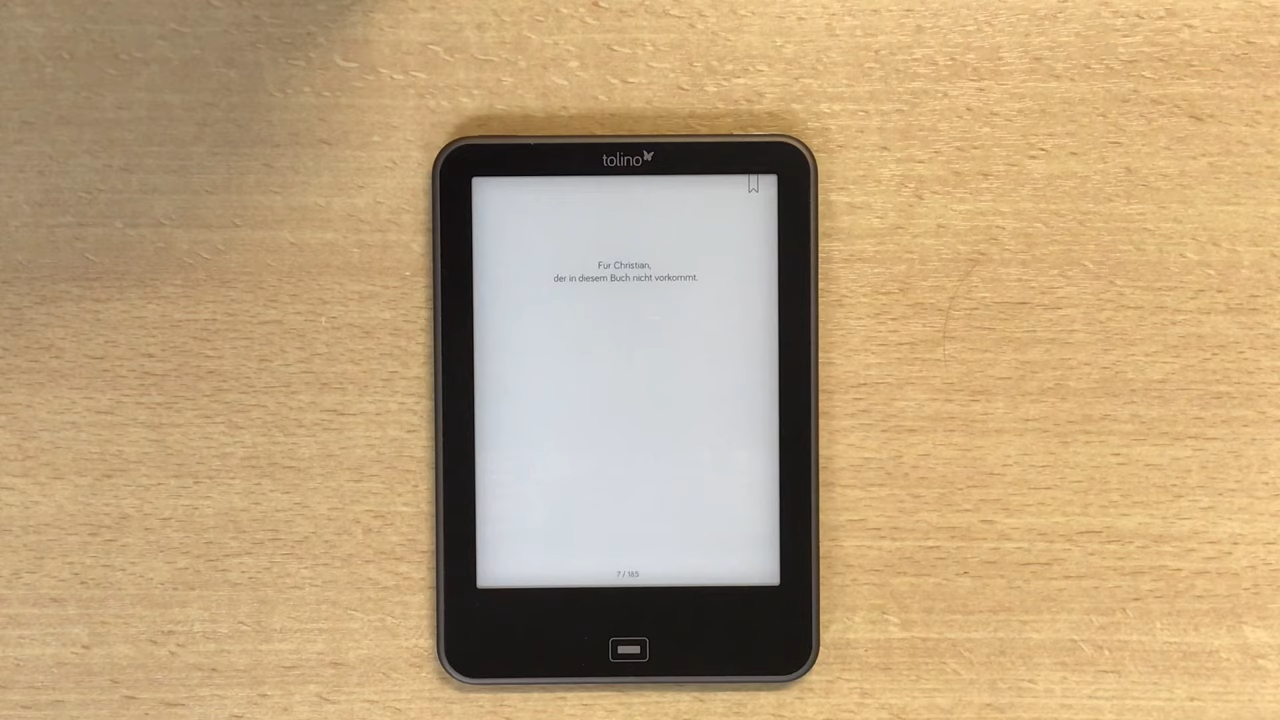 tolino
Für Christian,
der in diesem Buch nicht vorkommt.
7 / 185